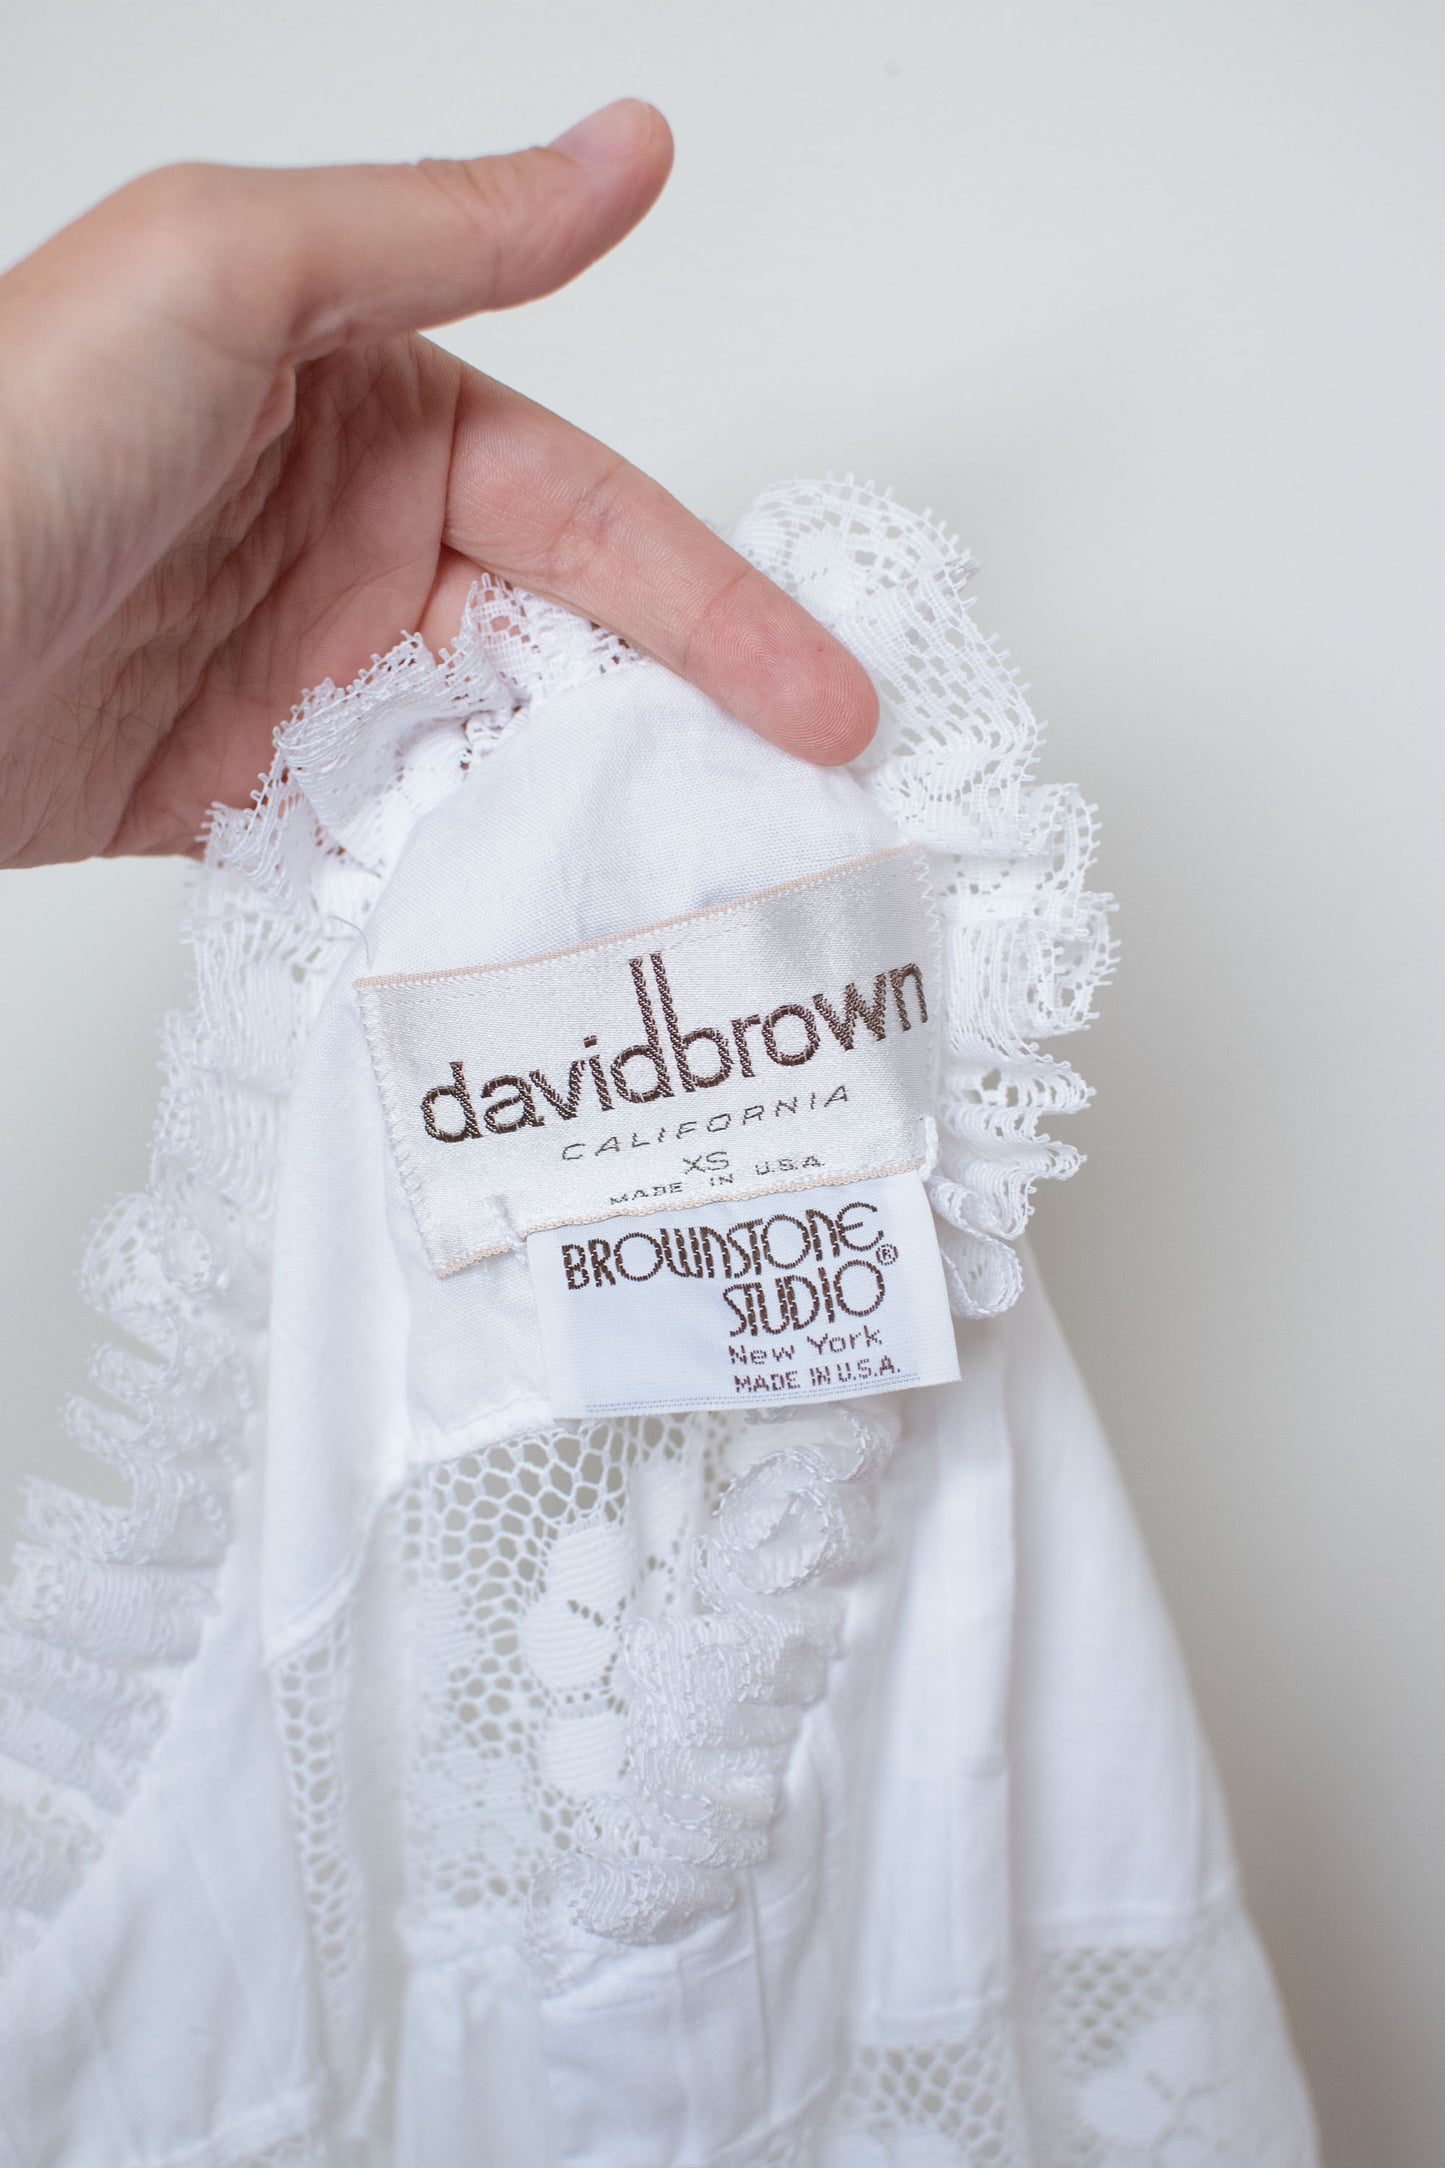 davidbrown
CALIFORNIA
XS
MADE IN U.S.A.
BROWNSTONE
STUDIO®
New York
MADE IN U.S.A.